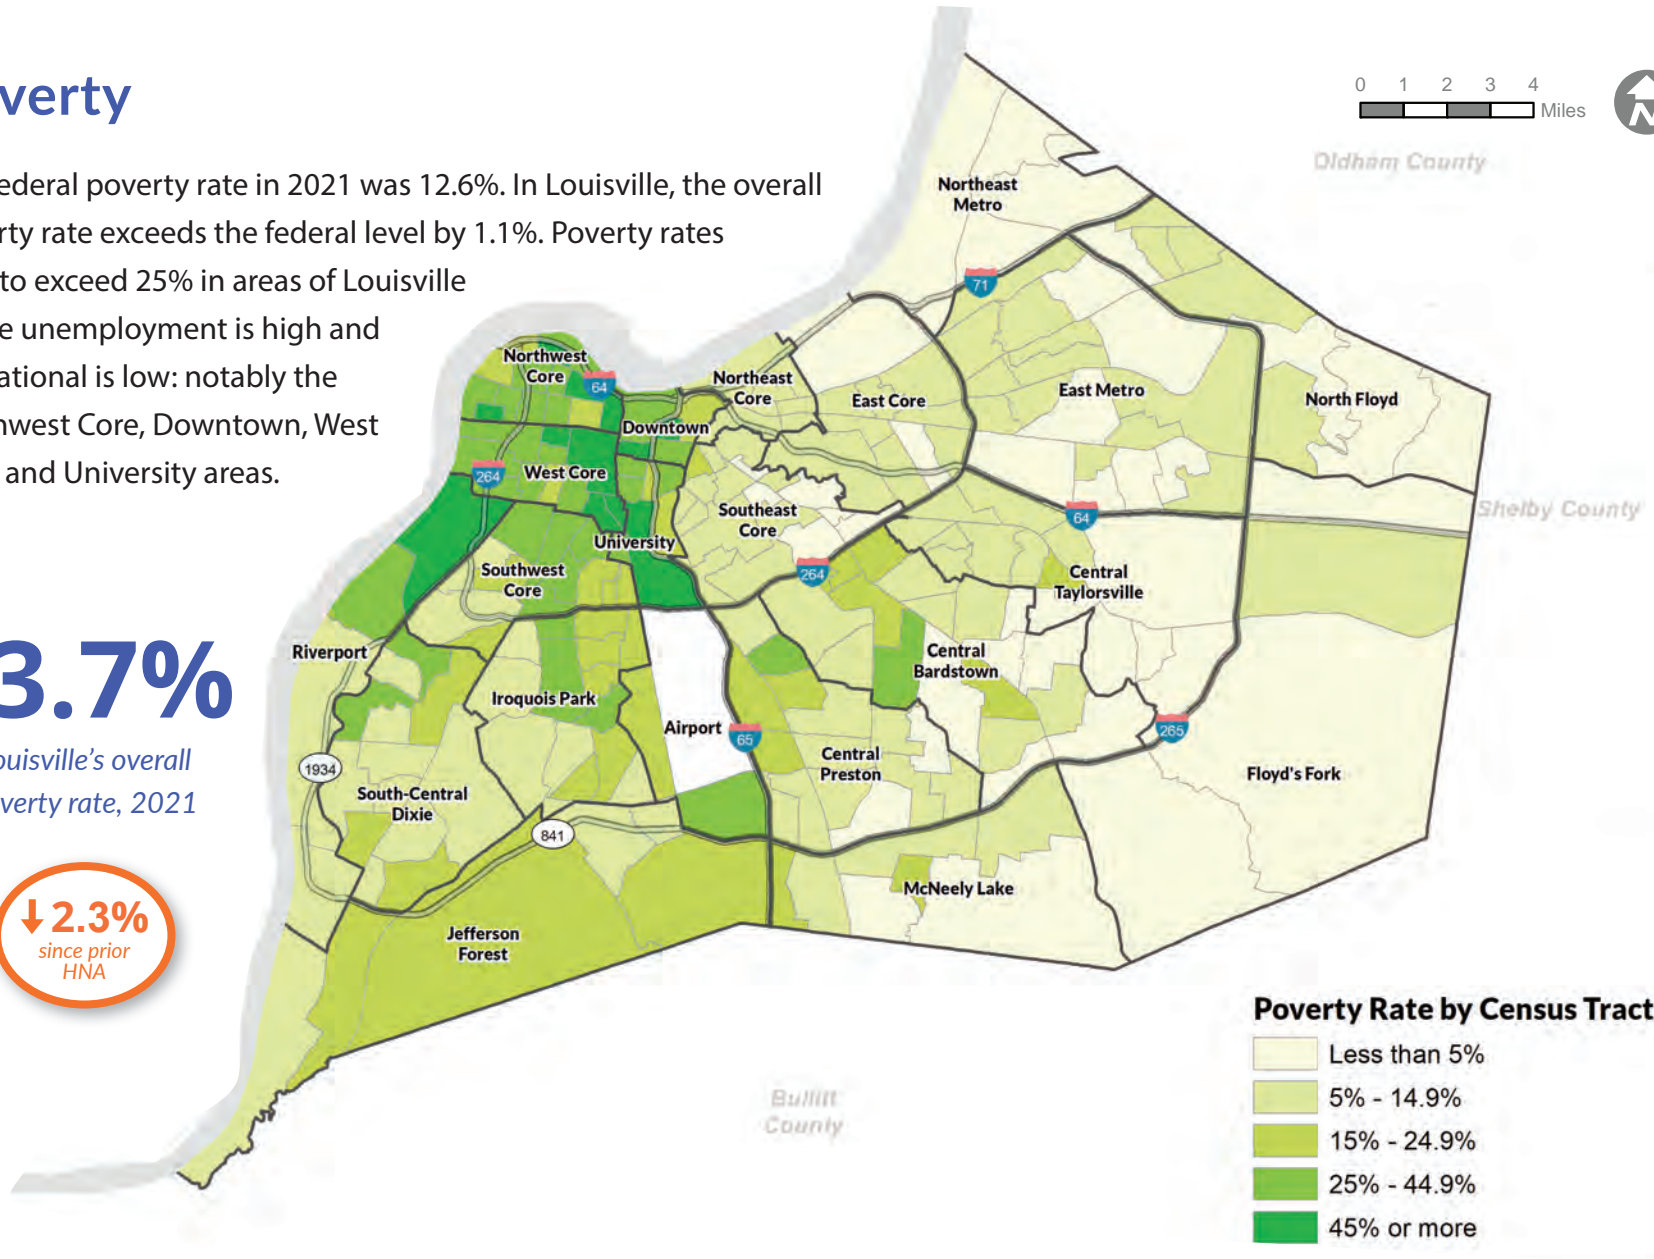 verty
ederal poverty rate in 2021 was 12.6%. In Louisville, the overall
rty rate exceeds the federal level by 1.1%. Poverty rates
to exceed 25% in areas of Louisville
e unemployment is high and
ational is low: notably the
hwest Core, Downtown, West
and University areas.
3.7%
ouisville's overall
verty rate, 2021
2.3%
since prior
HNA
0 1 2 3 4
Miles
N
Oldham County
Northeast
Metro
71
Northwest
Core
64
Northeast
Core
East Core
East Metro
North Floyd
Downtown
264
West Core
Southeast
Core
64
Shelby County
University
Southwest
Core
264
Central
Taylorsville
Riverport
Central
Bardstown
Iroquois Park
Airport
65
265
1934
Central
Preston
Floyd's Fork
South-Central
Dixie
841
McNeely Lake
Jefferson
Forest
Bullitt
County
Poverty Rate by Census Tract
Less than 5%
5% - 14.9%
15% - 24.9%
25% - 44.9%
45% or more